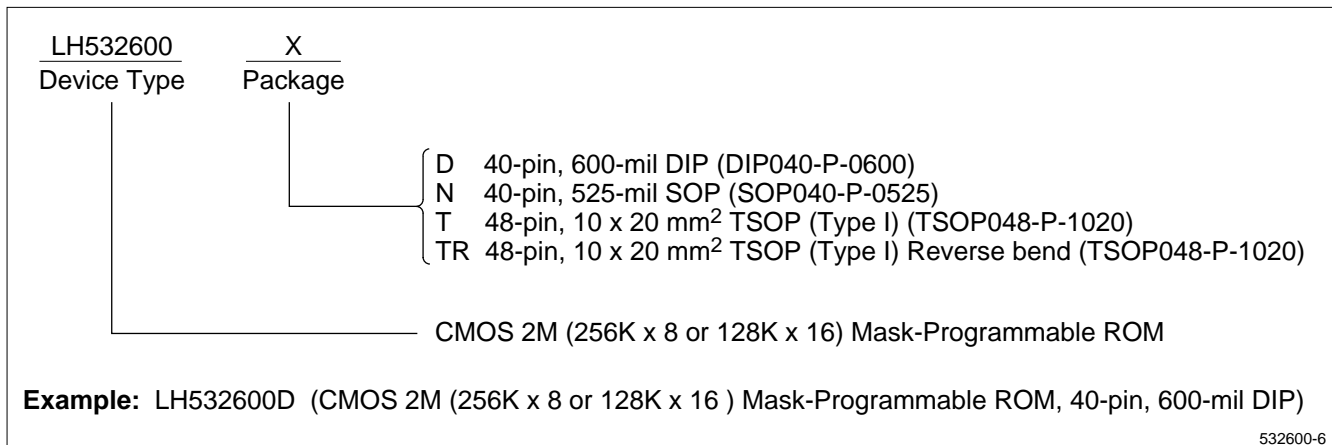 LH532600 X
Device Type Package
D 40-pin, 600-mil DIP (DIP040-P-0600)
N 40-pin, 525-mil SOP (SOP040-P-0525)
T 48-pin, 10 x 20 mm² TSOP (Type I) (TSOP048-P-1020)
TR 48-pin, 10 x 20 mm² TSOP (Type I) Reverse bend (TSOP048-P-1020)
CMOS 2M (256K x 8 or 128K x 16) Mask-Programmable ROM
Example: LH532600D (CMOS 2M (256K x 8 or 128K x 16 ) Mask-Programmable ROM, 40-pin, 600-mil DIP)
532600-6